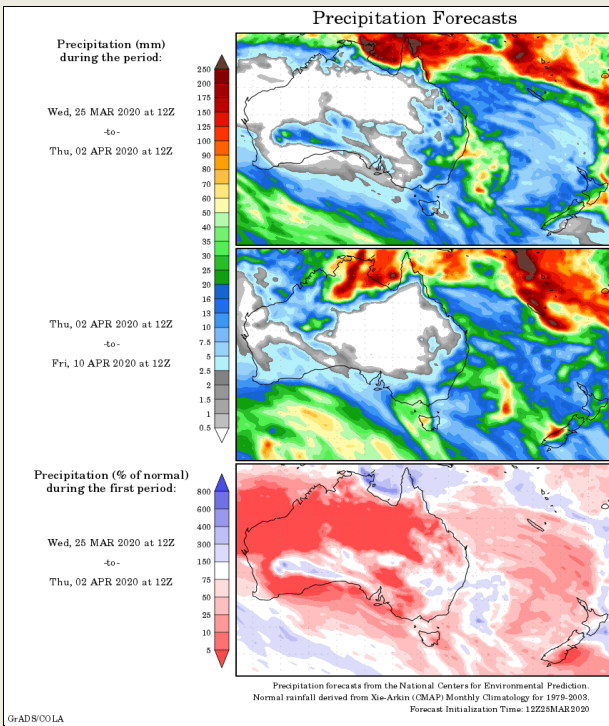 Precipitation Forecasts
Precipitation (mm)
during the period:
Wed, 25 MAR 2020 at 12Z
-to-
Thu, 02 APR 2020 at 12Z
250
200
175
150
125
100
90
80
70
60
50
40
35
30
25
20
16
13
10
7.5
5
2.5
2
1.5
1
0.5
Thu, 02 APR 2020 at 12Z
-to-
Fri, 10 APR 2020 at 12Z
Precipitation (% of normal)
during the first period:
Wed, 25 MAR 2020 at 12Z
-to-
Thu, 02 APR 2020 at 12Z
800
600
400
300
150
75
50
25
10
5
Precipitation forecasts from the National Centers for Environmental Prediction.
Normal rainfall derived from Xie-Arkin (CMAP) Monthly Climatology for 1979-2003.
Forecast Initialization Time: 12Z25MAR2020
GrADS/COLA